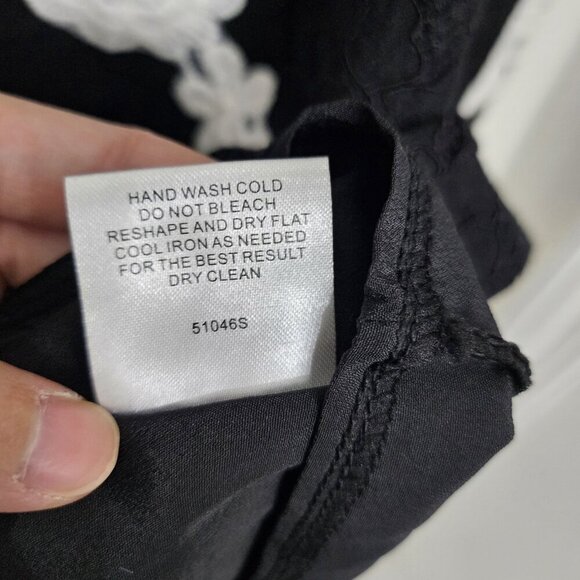 HAND WASH COLD
DO NOT BLEACH
RESHAPE AND DRY FLAT
COOL IRON AS NEEDED
FOR THE BEST RESULT
DRY CLEAN
51046S